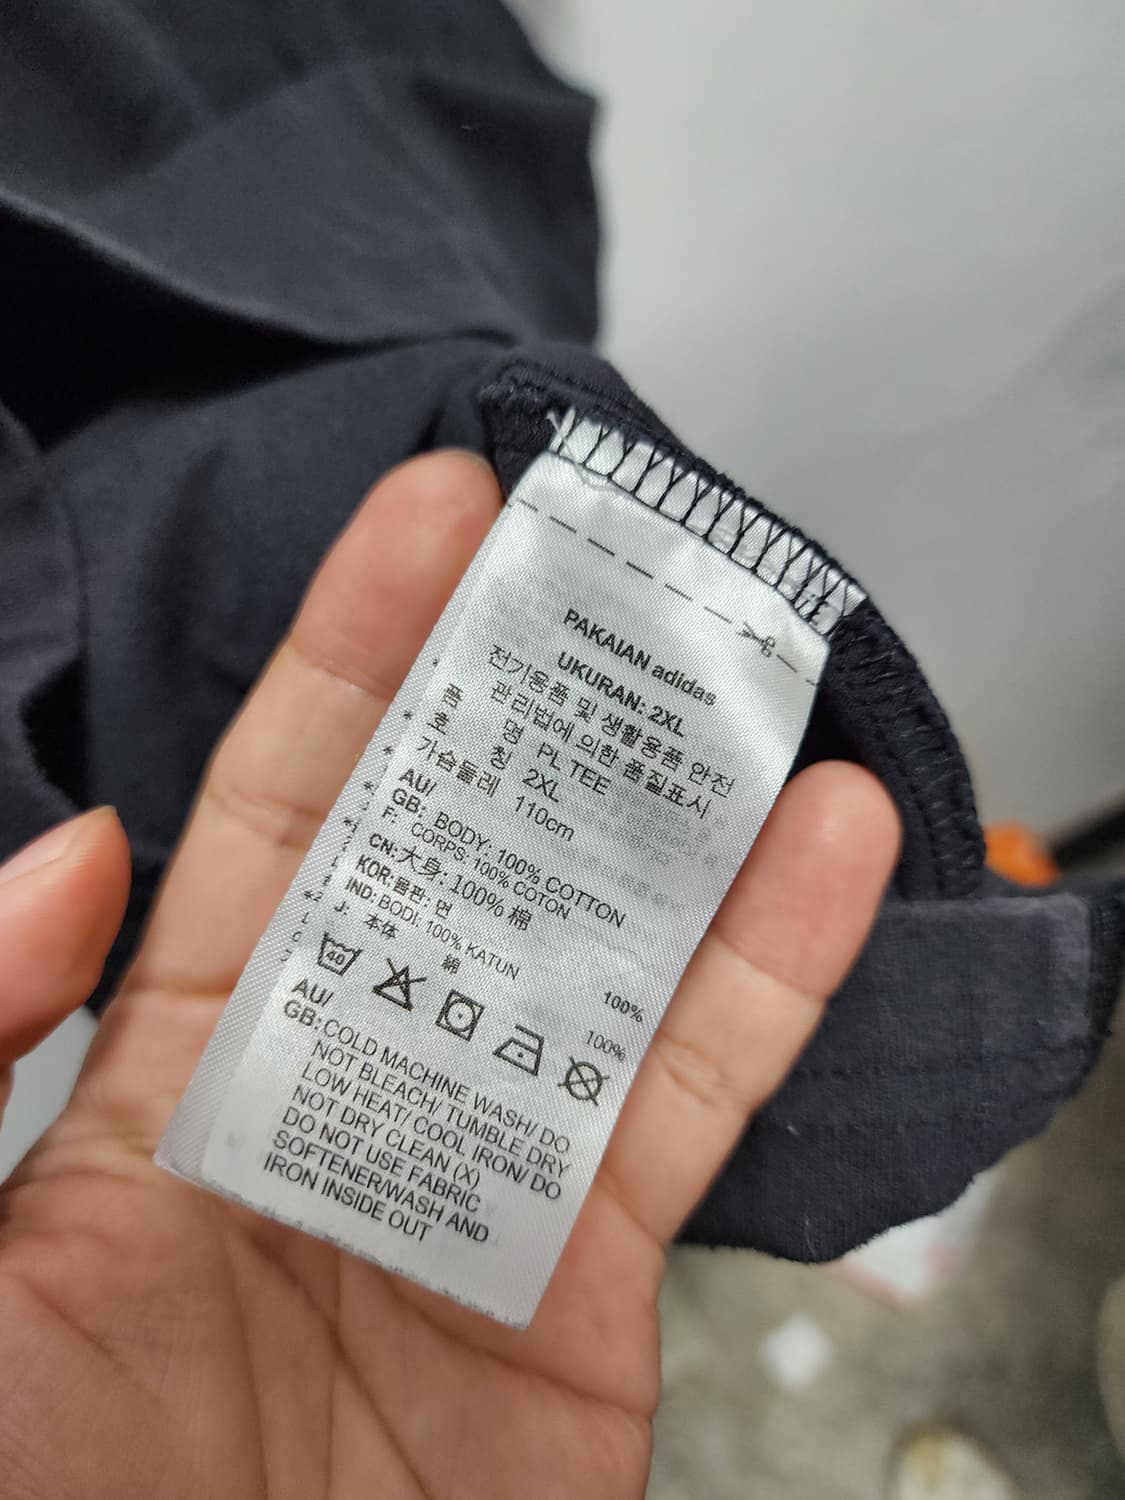 PAKAIAN adidas
UKURAN: 2XL
전기용품 및 생활용품 안전
관리법에 의한 품질표시
품 명 PL TEE
호 칭 2XL
가슴둘레 110cm
AU/
GB: BODY: 100% COTTON
F: CORPS: 100% COTON
CN:大身: 100% 棉
KOR:몸판: 면 100%
IND: BODI: 100% KATUN
J: 本体 綿 100%
40
AU/
GB: COLD MACHINE WASH/ DO
NOT BLEACH/ TUMBLE DRY
LOW HEAT/ COOL IRON/ DO
NOT DRY CLEAN (X)
DO NOT USE FABRIC
SOFTENER/WASH AND
IRON INSIDE OUT